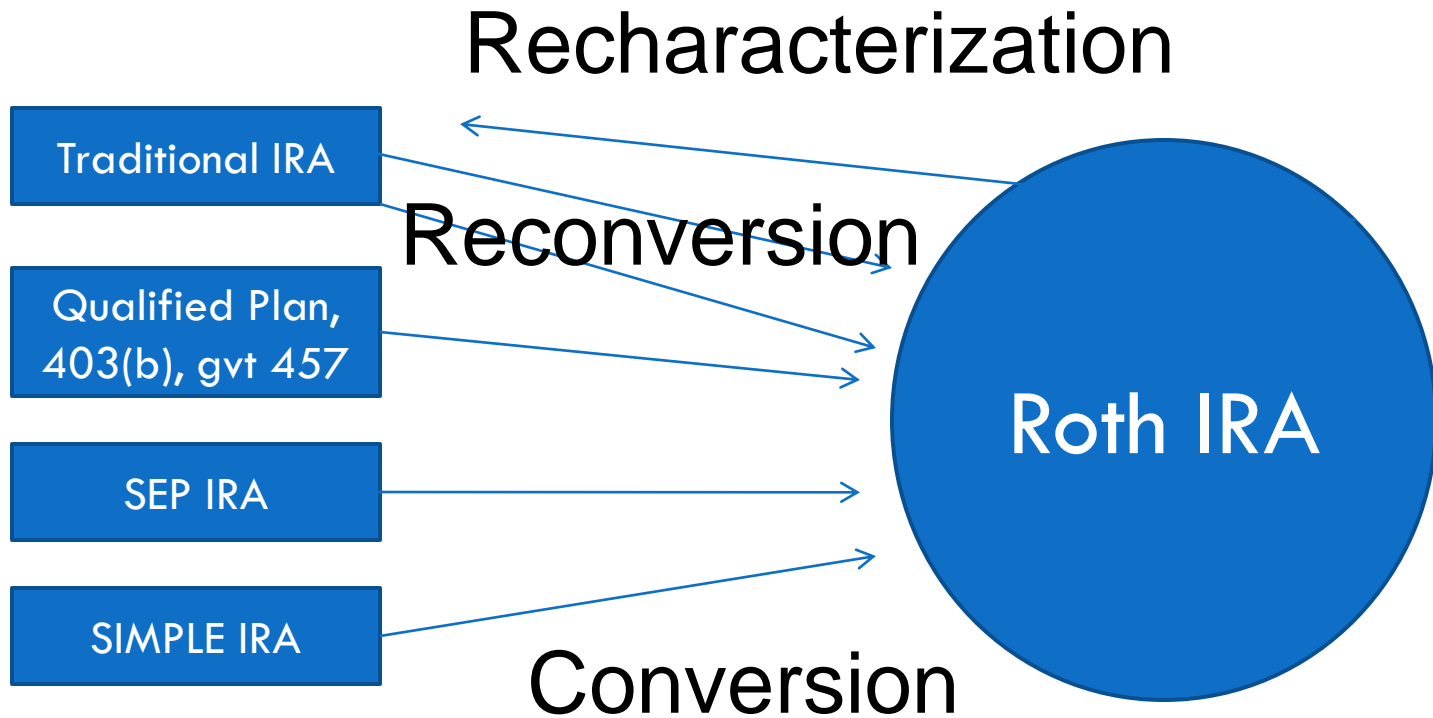 Recharacterization
Traditional IRA
Reconversion
Qualified Plan,
403(b), gvt 457
Roth IRA
SEP IRA
SIMPLE IRA
Conversion